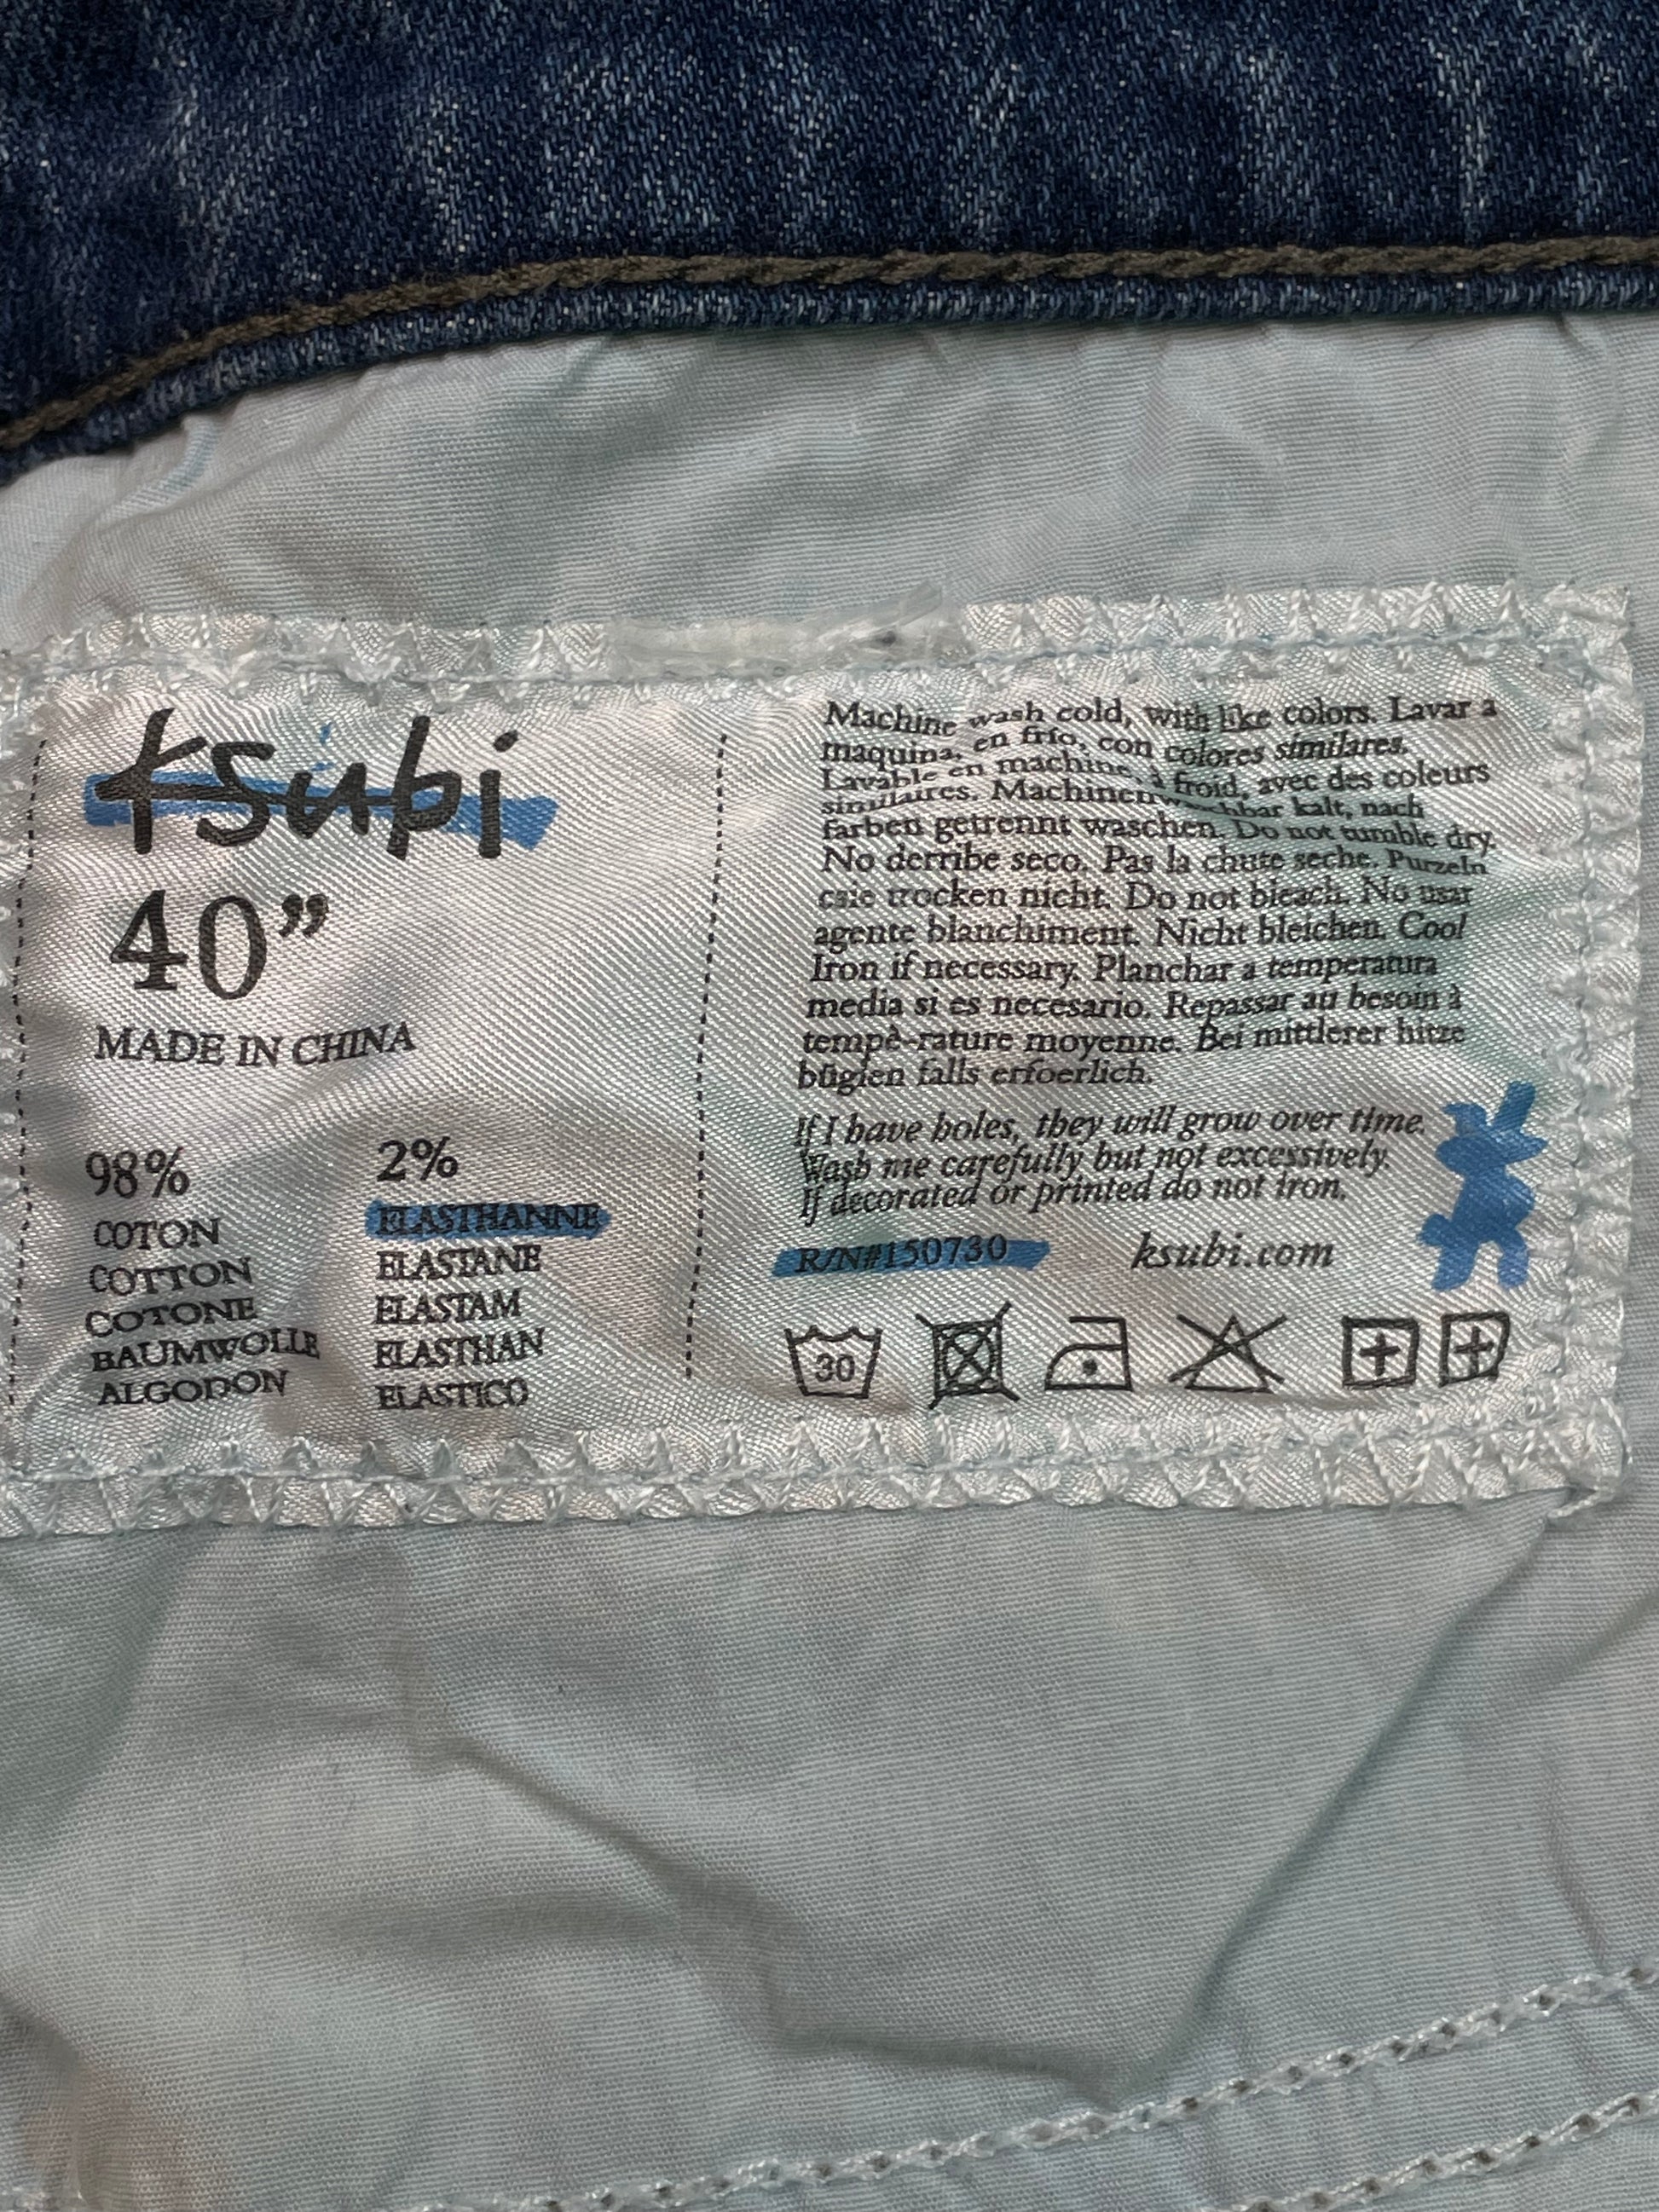 ksubi
40”
MADE IN CHINA
98%
COTON
COTTON
COTONE
BAUMWOLLE
ALGODON
2%
ELASTHANNE
ELASTANE
ELASTAM
ELASTHAN
ELASTICO
Machine wash cold, with like colors. Lavar a
maquina, en frío, con colores similares.
Lavable en machine, à froid, avec des coleurs
similaires. Machinenwaschbar kalt, nach
farben getrennt waschen. Do not tumble dry.
No derribe seco. Pas la chute seche. Purzeln
csie trocken nicht. Do not bleach. No usar
agente blanchiment. Nicht bleichen. Cool
Iron if necessary. Planchar a temperatura
media si es necesario. Repassar au besoin à
tempè-rature moyenne. Bei mittlerer hitze
büglen falls erfoerlich.
If I have holes, they will grow over time.
Wash me carefully but not excessively.
If decorated or printed do not iron.
R/N#150730 ksubi.com
30